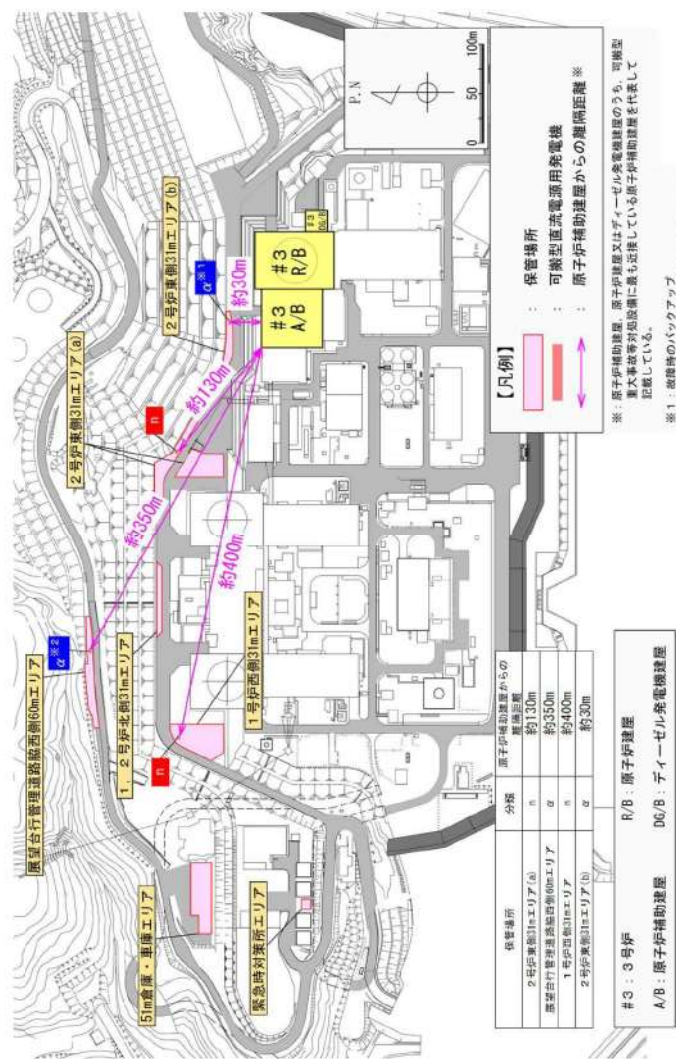 展望台行管理道路脇西側60mエリア
α※2
2号炉東側31mエリア(a)
n
2号炉東側31mエリア(b)
α※1
約30m
約130m
約350m
約400m
#3
A/B
#3
R/B
#3
DG/B
51m倉庫・車庫エリア
1，2号炉北側31mエリア
n
1号炉西側31mエリア
緊急時対策所エリア
P.N
0 50 100m
【凡例】
：保管場所
：可搬型直流電源用発電機
：原子炉補助建屋からの離隔距離※
※：原子炉補助建屋，原子炉建屋又はディーゼル発電機建屋のうち，可搬型
重大事故等対処設備に最も近接している原子炉補助建屋を代表して
記載している。
※1：故障時のバックアップ
保管場所 分類 原子炉補助建屋からの
離隔距離
2号炉東側31mエリア(a) n 約130m
展望台行管理道路脇西側60mエリア α 約350m
1号炉西側31mエリア n 約400m
2号炉東側31mエリア(b) α 約30m
#3：3号炉 R/B：原子炉建屋
A/B：原子炉補助建屋 DG/B：ディーゼル発電機建屋